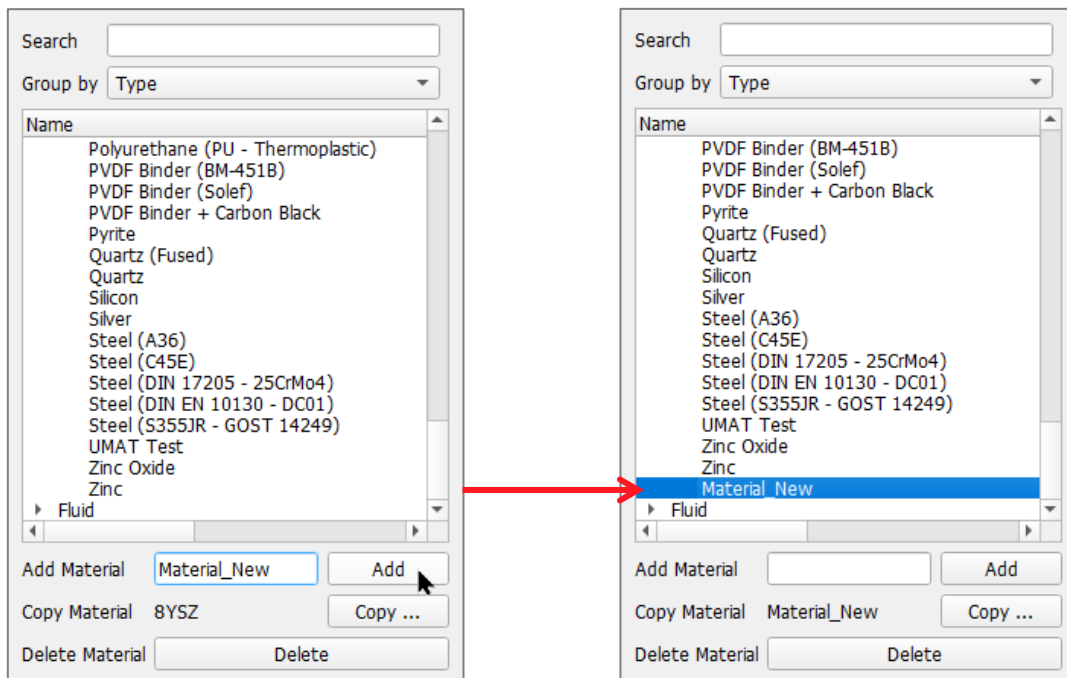 Search
Group by Type
Name
Polyurethane (PU - Thermoplastic)
PVDF Binder (BM-451B)
PVDF Binder (Solef)
PVDF Binder + Carbon Black
Pyrite
Quartz (Fused)
Quartz
Silicon
Silver
Steel (A36)
Steel (C45E)
Steel (DIN 17205 - 25CrMo4)
Steel (DIN EN 10130 - DC01)
Steel (S355JR - GOST 14249)
UMAT Test
Zinc Oxide
Zinc
Fluid
Add Material Material_New Add
Copy Material 8YSZ Copy ...
Delete Material Delete
Search
Group by Type
Name
PVDF Binder (BM-451B)
PVDF Binder (Solef)
PVDF Binder + Carbon Black
Pyrite
Quartz (Fused)
Quartz
Silicon
Silver
Steel (A36)
Steel (C45E)
Steel (DIN 17205 - 25CrMo4)
Steel (DIN EN 10130 - DC01)
Steel (S355JR - GOST 14249)
UMAT Test
Zinc Oxide
Zinc
Material_New
Fluid
Add Material Add
Copy Material Material_New Copy ...
Delete Material Delete